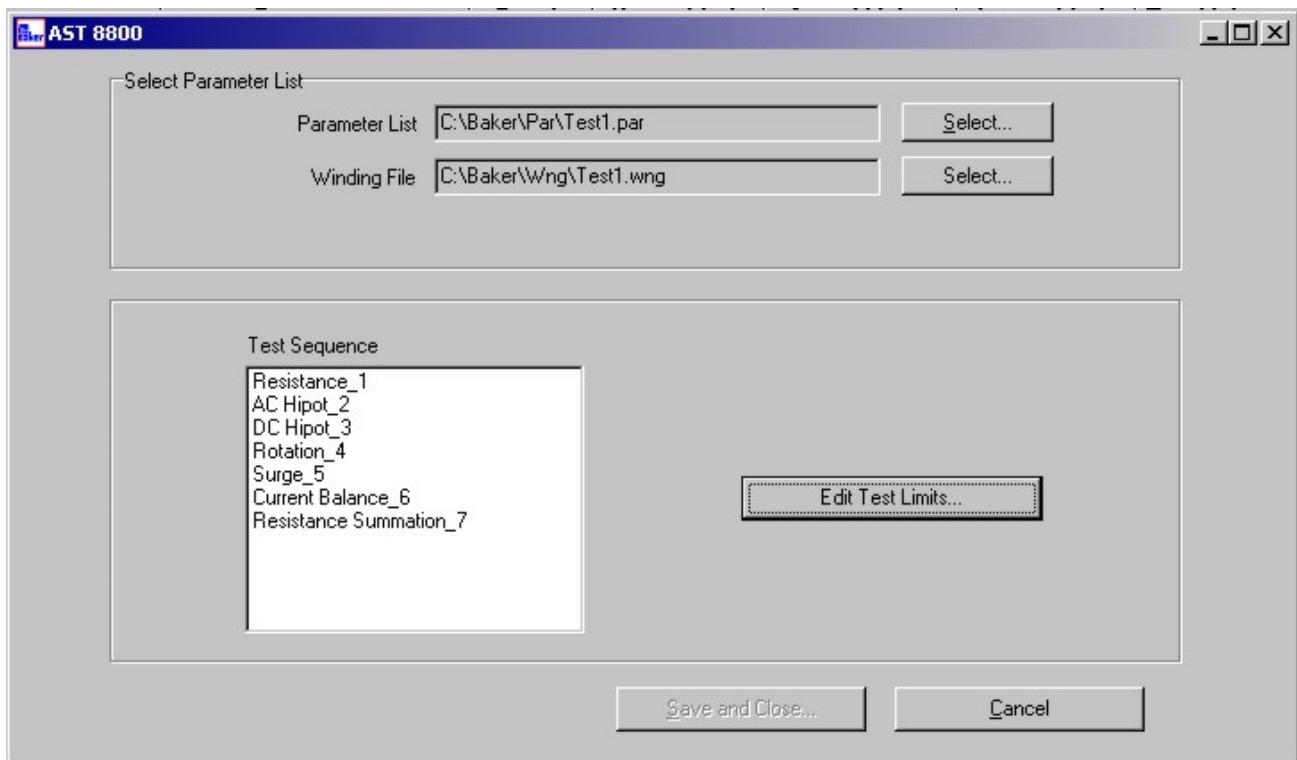 AST 8800
Select Parameter List
Parameter List C:\Baker\Par\Test1.par Select...
Winding File C:\Baker\Wng\Test1.wng Select...
Test Sequence
Resistance_1
AC Hipot_2
DC Hipot_3
Rotation_4
Surge_5
Current Balance_6
Resistance Summation_7
Edit Test Limits...
Save and Close... Cancel